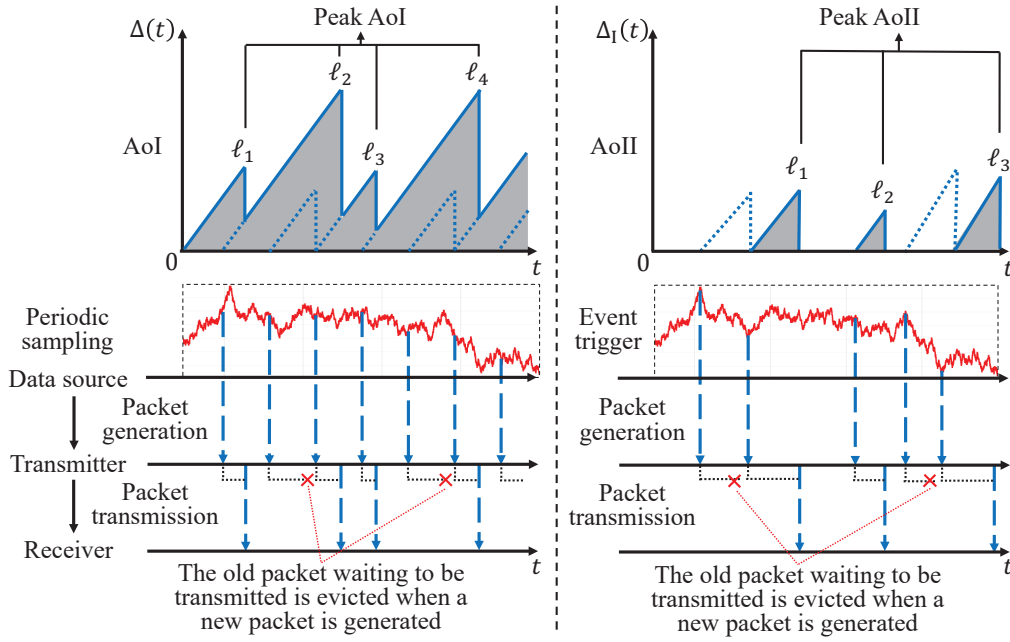 Peak AoI
Δ(t)
ℓ₁
ℓ₂
ℓ₃
ℓ₄
AoI
0
t
Periodic
sampling
Data source
Packet
generation
Transmitter
Packet
transmission
Receiver
t
The old packet waiting to be
transmitted is evicted when a
new packet is generated
Peak AoII
Δ_I(t)
ℓ₁
ℓ₂
ℓ₃
AoII
0
t
Event
trigger
Packet
generation
Packet
transmission
t
The old packet waiting to be
transmitted is evicted when a
new packet is generated